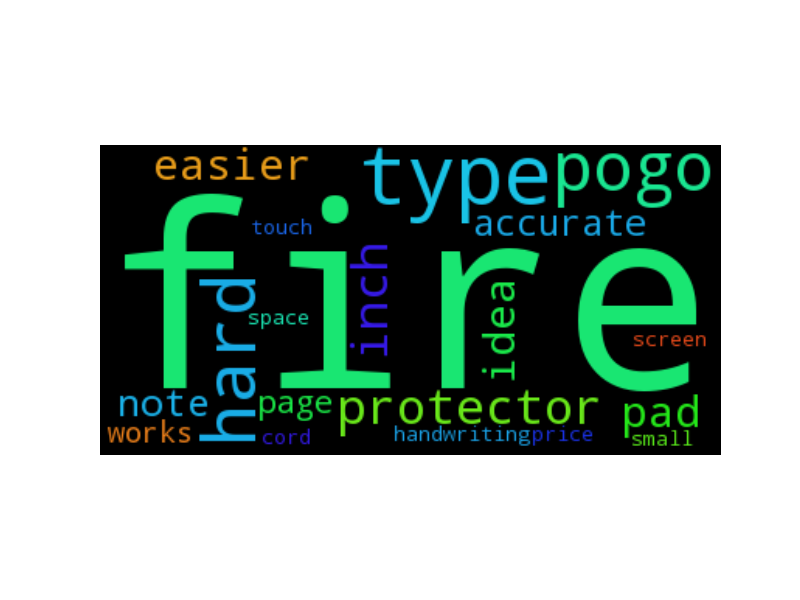 easier
type
pogo
accurate
touch
fire
hard
inch
idea
space
screen
note
page
protector
pad
works
cord
handwriting
price
small